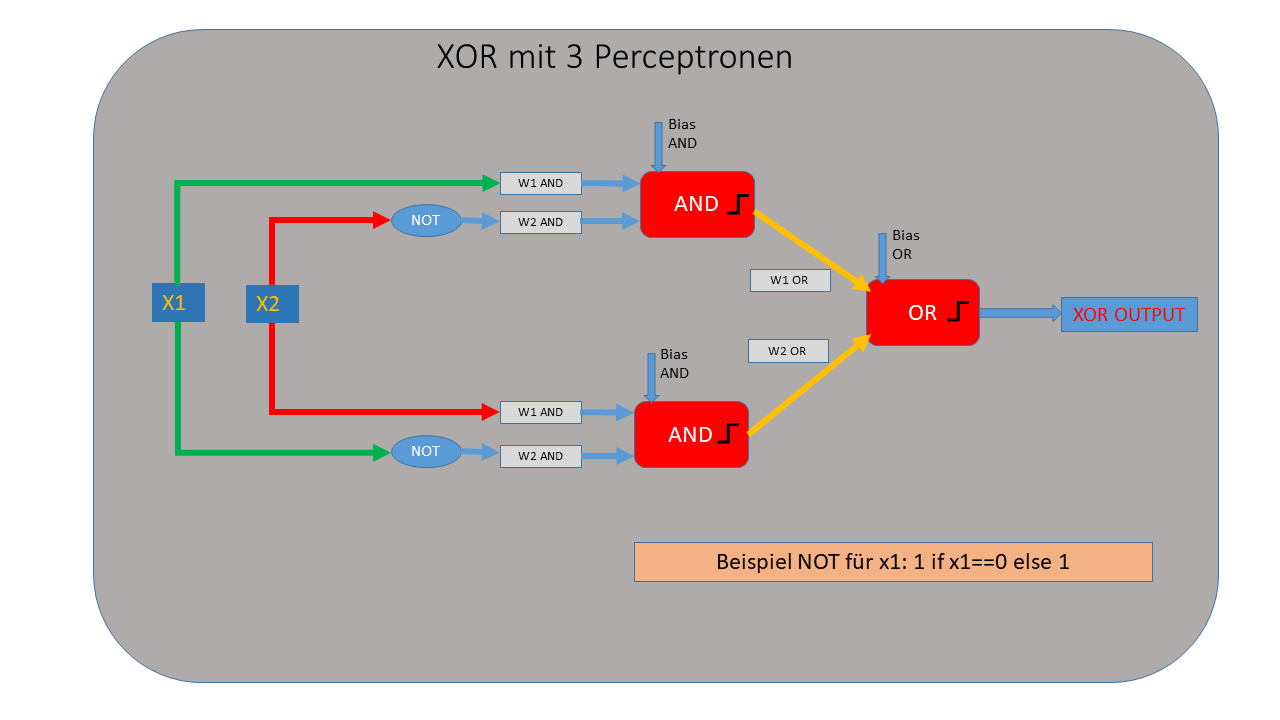 XOR mit 3 Perceptronen
Bias
AND
W1 AND
AND
NOT
W2 AND
Bias
OR
W1 OR
X1
X2
OR
XOR OUTPUT
W2 OR
Bias
AND
W1 AND
AND
NOT
W2 AND
Beispiel NOT für x1: 1 if x1==0 else 1